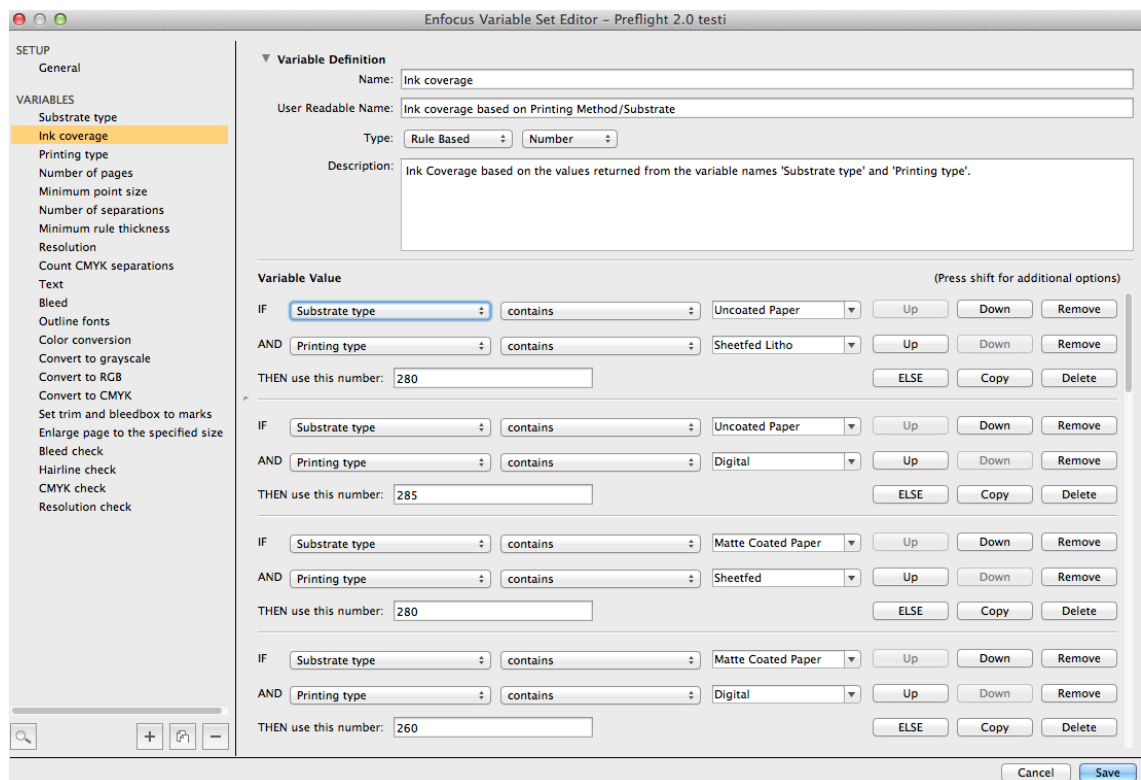 Enfocus Variable Set Editor – Preflight 2.0 testi
SETUP
General
VARIABLES
Substrate type
Ink coverage
Printing type
Number of pages
Minimum point size
Number of separations
Minimum rule thickness
Resolution
Count CMYK separations
Text
Bleed
Outline fonts
Color conversion
Convert to grayscale
Convert to RGB
Convert to CMYK
Set trim and bleedbox to marks
Enlarge page to the specified size
Bleed check
Hairline check
CMYK check
Resolution check
Variable Definition
Name: Ink coverage
User Readable Name: Ink coverage based on Printing Method/Substrate
Type: Rule Based Number
Description: Ink Coverage based on the values returned from the variable names 'Substrate type' and 'Printing type'.
Variable Value (Press shift for additional options)
IF Substrate type contains Uncoated Paper Up Down Remove
AND Printing type contains Sheetfed Litho Up Down Remove
THEN use this number: 280 ELSE Copy Delete
IF Substrate type contains Uncoated Paper Up Down Remove
AND Printing type contains Digital Up Down Remove
THEN use this number: 285 ELSE Copy Delete
IF Substrate type contains Matte Coated Paper Up Down Remove
AND Printing type contains Sheetfed Up Down Remove
THEN use this number: 280 ELSE Copy Delete
IF Substrate type contains Matte Coated Paper Up Down Remove
AND Printing type contains Digital Up Down Remove
THEN use this number: 260 ELSE Copy Delete
Cancel Save